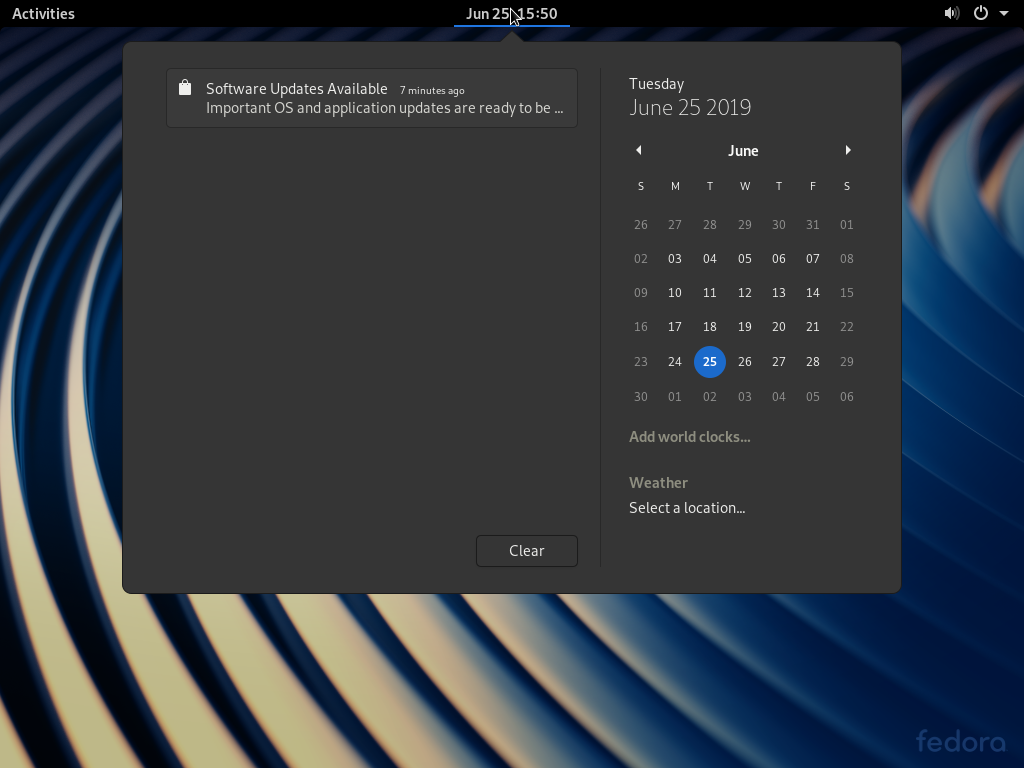 Activities
Jun 25 15:50
Software Updates Available 7 minutes ago
Important OS and application updates are ready to be ...
Clear
Tuesday
June 25 2019
June
S M T W T F S
26 27 28 29 30 31 01
02 03 04 05 06 07 08
09 10 11 12 13 14 15
16 17 18 19 20 21 22
23 24 25 26 27 28 29
30 01 02 03 04 05 06
Add world clocks...
Weather
Select a location...
fedora